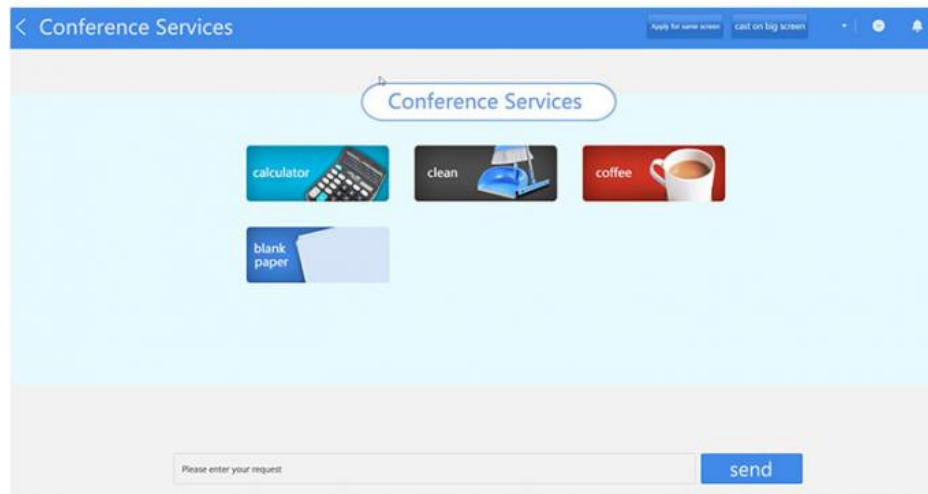 Conference Services
Apply for same screen
cast on big screen
Conference Services
calculator
clean
coffee
blank
paper
Please enter your request
send